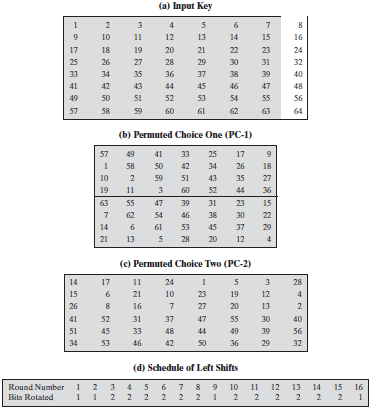 (a) Input Key
1 2 3 4 5 6 7 8
9 10 11 12 13 14 15 16
17 18 19 20 21 22 23 24
25 26 27 28 29 30 31 32
33 34 35 36 37 38 39 40
41 42 43 44 45 46 47 48
49 50 51 52 53 54 55 56
57 58 59 60 61 62 63 64
(b) Permuted Choice One (PC-1)
57 49 41 33 25 17 9
1 58 50 42 34 26 18
10 2 59 51 43 35 27
19 11 3 60 52 44 36
63 55 47 39 31 23 15
7 62 54 46 38 30 22
14 6 61 53 45 37 29
21 13 5 28 20 12 4
(c) Permuted Choice Two (PC-2)
14 17 11 24 1 5 3 28
15 6 21 10 23 19 12 4
26 8 16 7 27 20 13 2
41 52 31 37 47 55 30 40
51 45 33 48 44 49 39 56
34 53 46 42 50 36 29 32
(d) Schedule of Left Shifts
Round Number 1 2 3 4 5 6 7 8 9 10 11 12 13 14 15 16
Bits Rotated 1 1 2 2 2 2 2 2 1 2 2 2 2 2 2 1